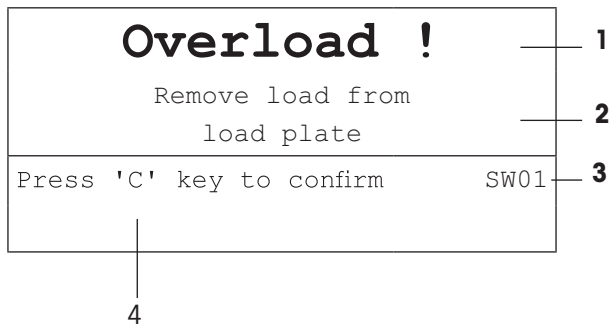 Overload !
1
Remove load from
2
load plate
Press 'C' key to confirm SW01 3
4